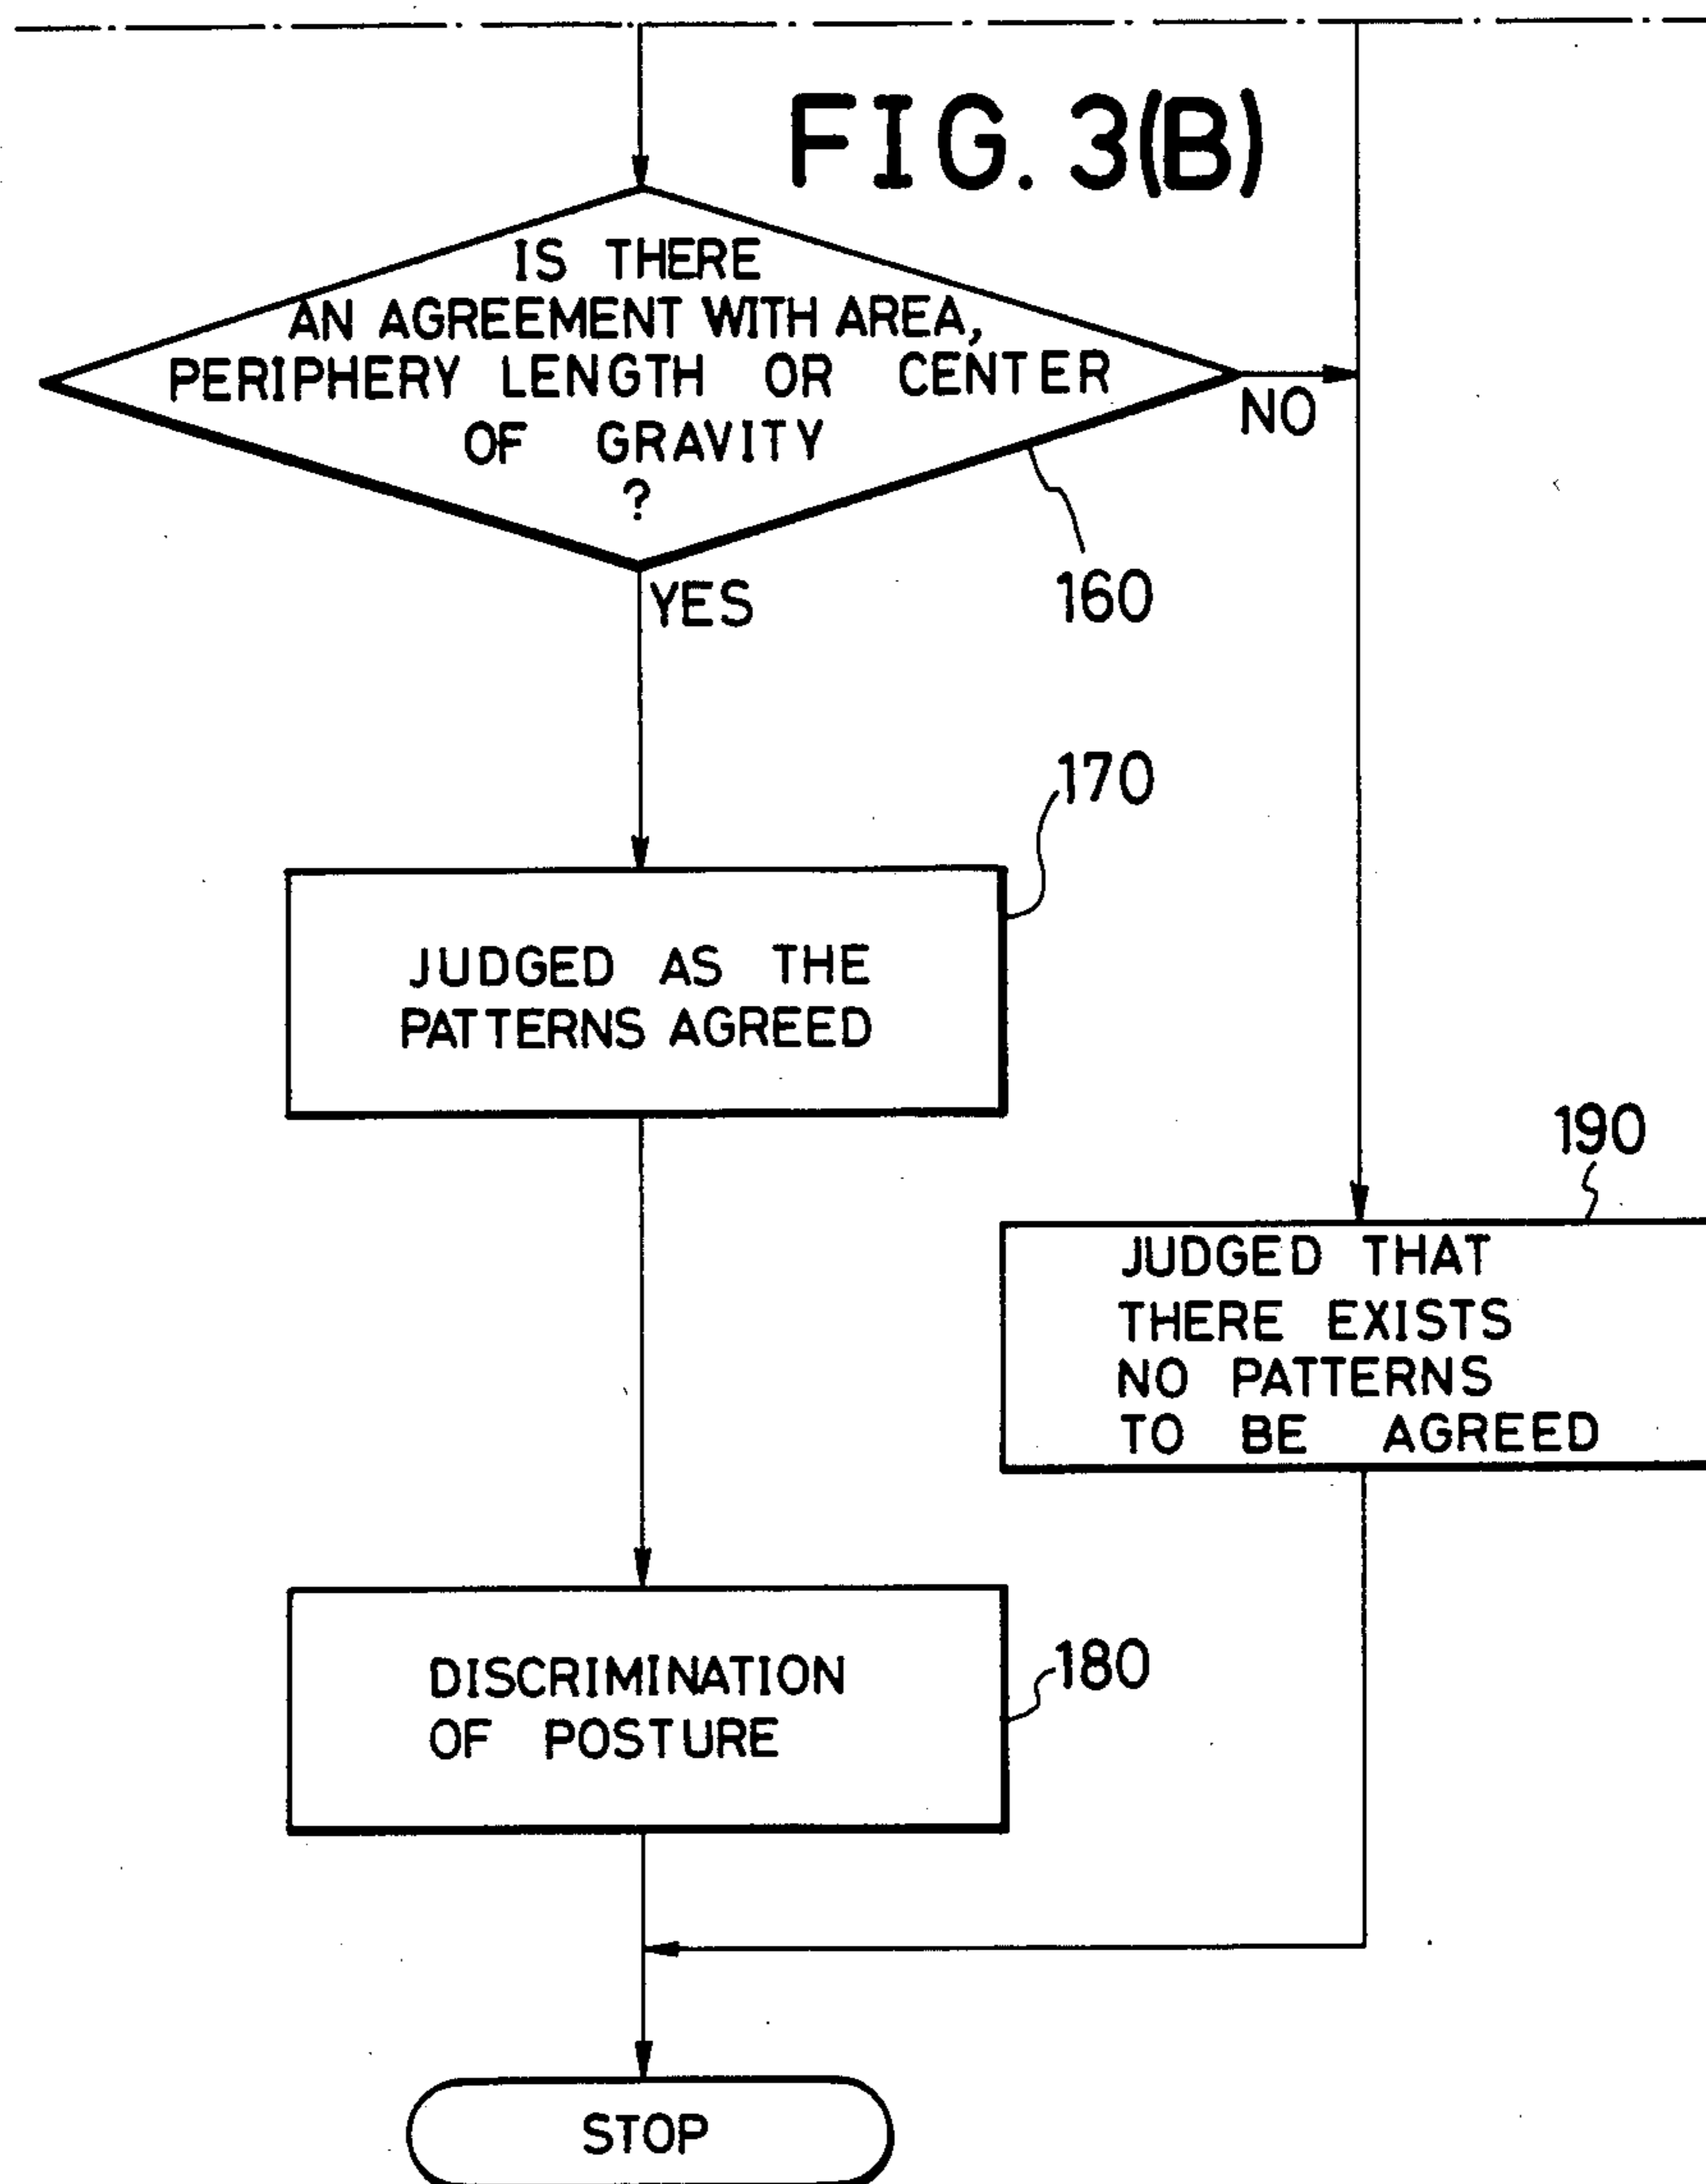 FIG. 3(B)
IS THERE
AN AGREEMENT WITH AREA,
PERIPHERY LENGTH OR CENTER
OF GRAVITY
?
NO
YES
160
170
JUDGED AS THE
PATTERNS AGREED
190
JUDGED THAT
THERE EXISTS
NO PATTERNS
TO BE AGREED
DISCRIMINATION
OF POSTURE
180
STOP